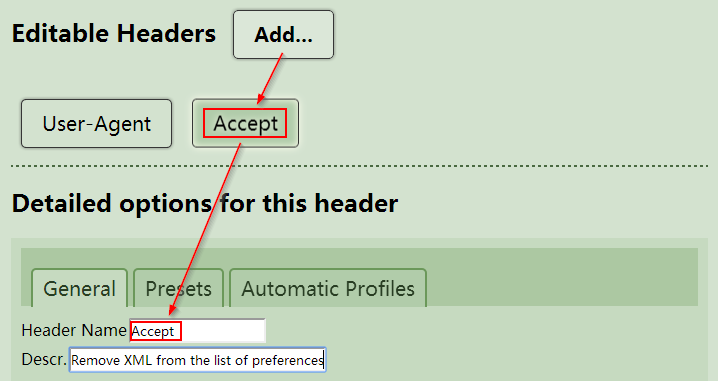 Editable Headers Add...
User-Agent Accept
Detailed options for this header
General Presets Automatic Profiles
Header Name Accept
Descr. Remove XML from the list of preferences